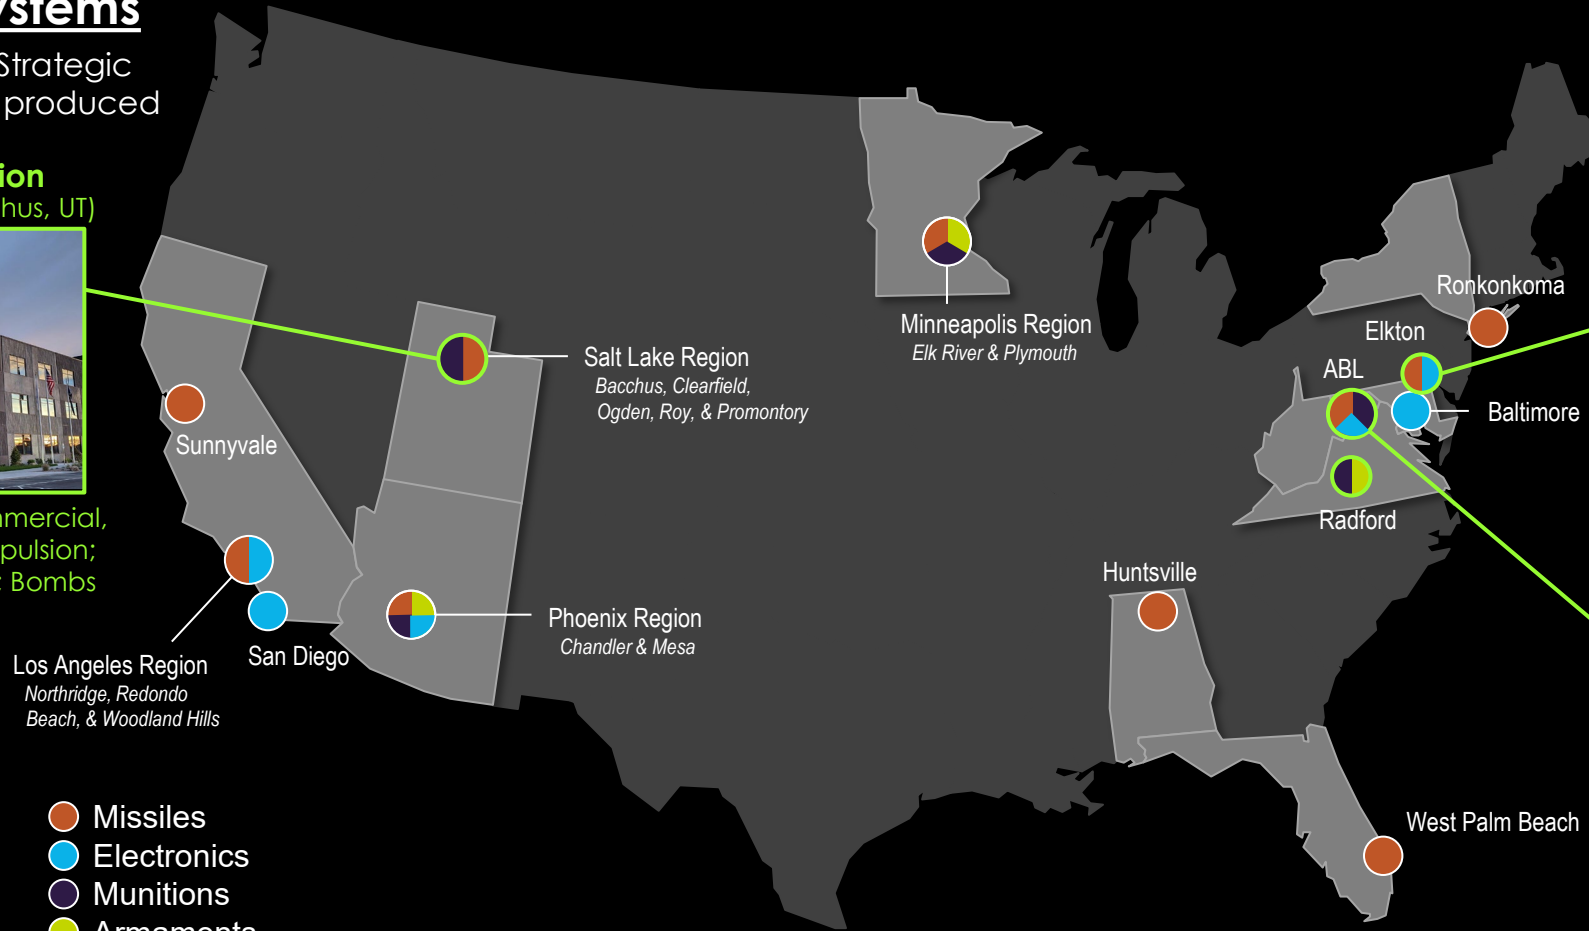 ystems
Strategic
produced
ion
hus, UT)
mmercial,
pulsion;
Bombs
Ronkonkoma
Elkton
Minneapolis Region
Elk River & Plymouth
Salt Lake Region
Bacchus, Clearfield,
Ogden, Roy, & Promontory
ABL
Baltimore
Sunnyvale
Radford
Huntsville
Phoenix Region
Chandler & Mesa
San Diego
Los Angeles Region
Northridge, Redondo
Beach, & Woodland Hills
West Palm Beach
Missiles
Electronics
Munitions
Armaments